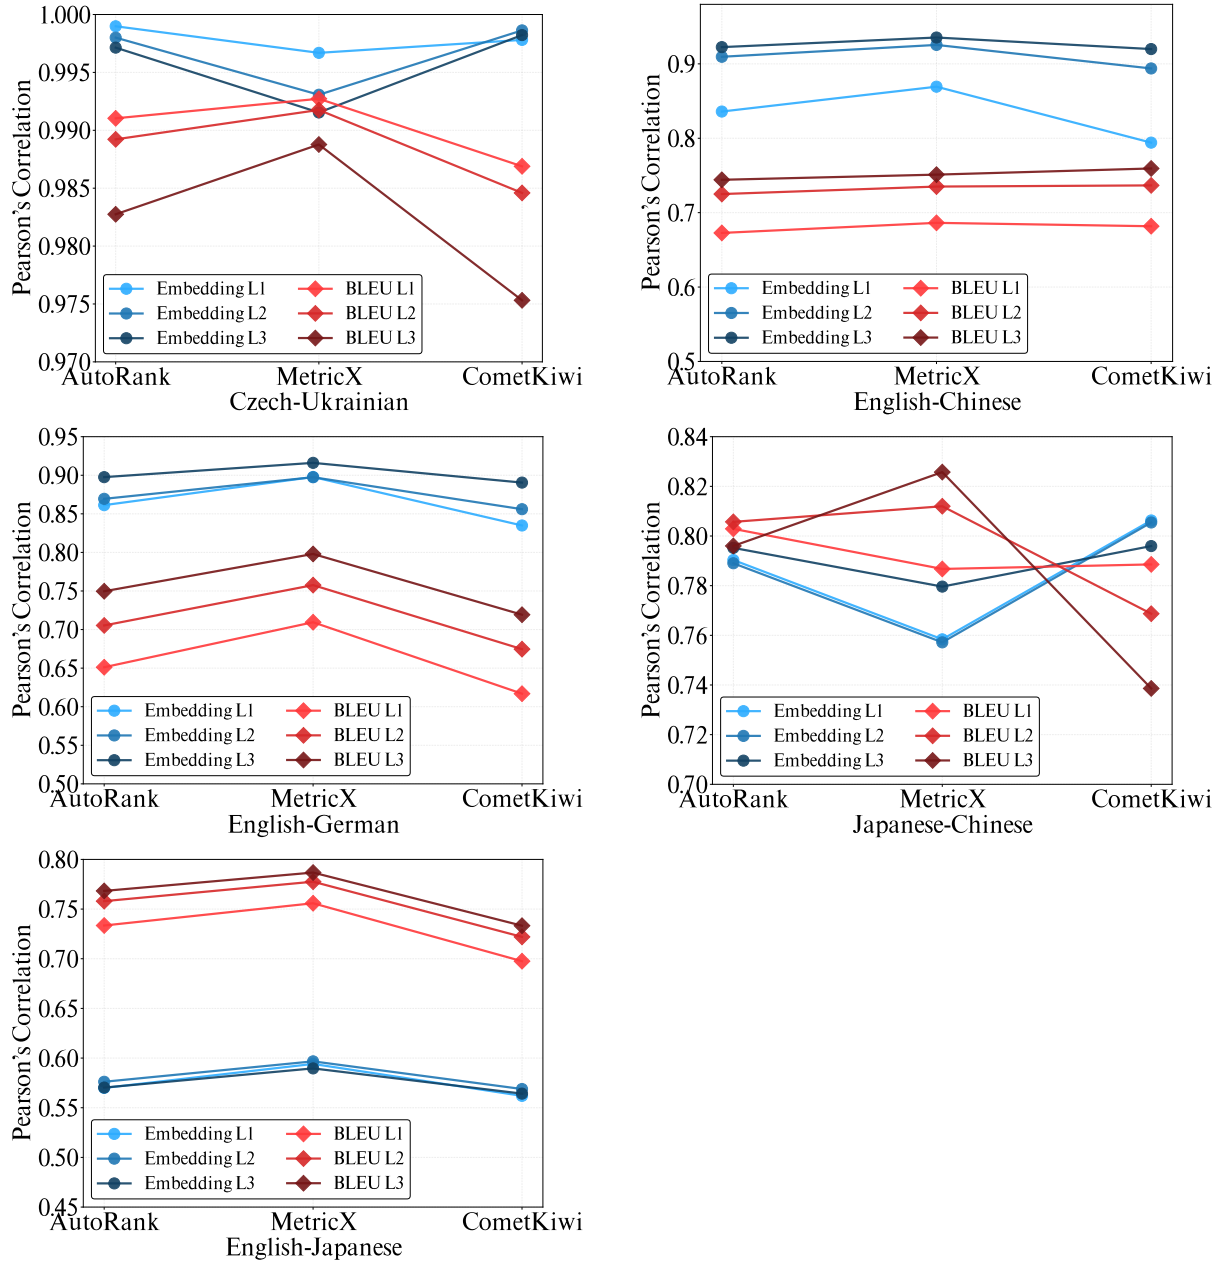 1.000
0.995
0.990
0.985
0.980
0.975
0.970
Pearson's Correlation
Embedding L1
Embedding L2
Embedding L3
BLEU L1
BLEU L2
BLEU L3
AutoRank
MetricX
CometKiwi
Czech-Ukrainian
0.9
0.8
0.7
0.6
0.5
Pearson's Correlation
Embedding L1
Embedding L2
Embedding L3
BLEU L1
BLEU L2
BLEU L3
AutoRank
MetricX
CometKiwi
English-Chinese
0.95
0.90
0.85
0.80
0.75
0.70
0.65
0.60
0.55
0.50
Pearson's Correlation
Embedding L1
Embedding L2
Embedding L3
BLEU L1
BLEU L2
BLEU L3
AutoRank
MetricX
CometKiwi
English-German
0.84
0.82
0.80
0.78
0.76
0.74
0.72
0.70
Pearson's Correlation
Embedding L1
Embedding L2
Embedding L3
BLEU L1
BLEU L2
BLEU L3
AutoRank
MetricX
CometKiwi
Japanese-Chinese
0.80
0.75
0.70
0.65
0.60
0.55
0.50
0.45
Pearson's Correlation
Embedding L1
Embedding L2
Embedding L3
BLEU L1
BLEU L2
BLEU L3
AutoRank
MetricX
CometKiwi
English-Japanese